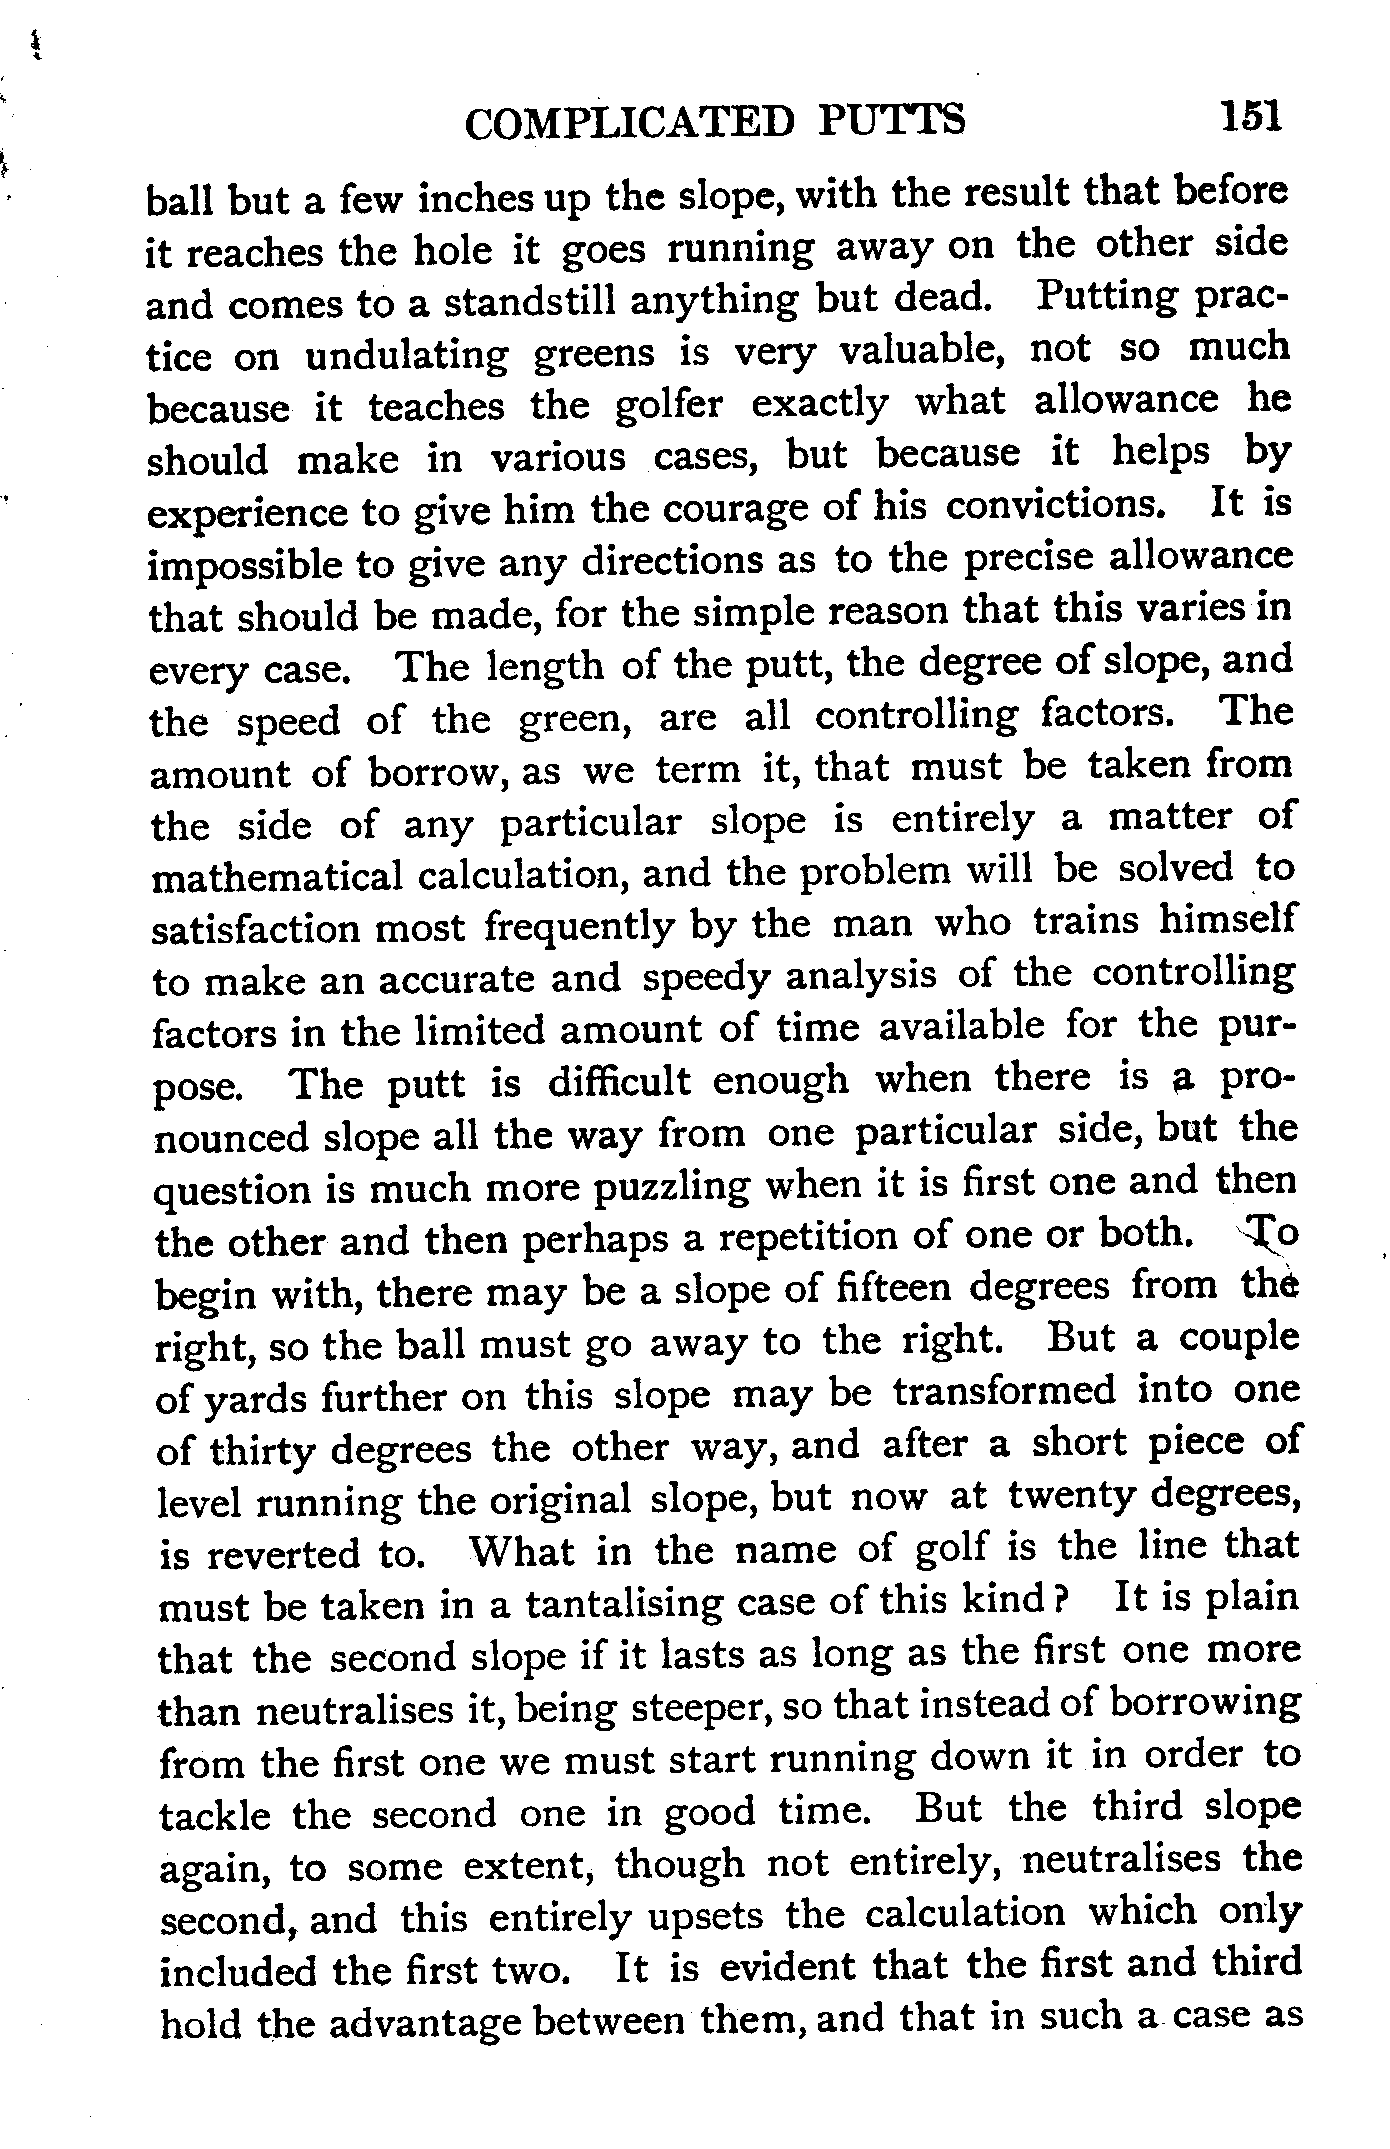 COMPLICATED PUTTS 151
ball but a few inches up the slope, with the result that before
it reaches the hole it goes running away on the other side
and comes to a standstill anything but dead. Putting prac-
tice on undulating greens is very valuable, not so much
because it teaches the golfer exactly what allowance he
should make in various cases, but because it helps by
experience to give him the courage of his convictions. It is
impossible to give any directions as to the precise allowance
that should be made, for the simple reason that this varies in
every case. The length of the putt, the degree of slope, and
the speed of the green, are all controlling factors. The
amount of borrow, as we term it, that must be taken from
the side of any particular slope is entirely a matter of
mathematical calculation, and the problem will be solved to
satisfaction most frequently by the man who trains himself
to make an accurate and speedy analysis of the controlling
factors in the limited amount of time available for the pur-
pose. The putt is difficult enough when there is a pro-
nounced slope all the way from one particular side, but the
question is much more puzzling when it is first one and then
the other and then perhaps a repetition of one or both. To
begin with, there may be a slope of fifteen degrees from the
right, so the ball must go away to the right. But a couple
of yards further on this slope may be transformed into one
of thirty degrees the other way, and after a short piece of
level running the original slope, but now at twenty degrees,
is reverted to. What in the name of golf is the line that
must be taken in a tantalising case of this kind? It is plain
that the second slope if it lasts as long as the first one more
than neutralises it, being steeper, so that instead of borrowing
from the first one we must start running down it in order to
tackle the second one in good time. But the third slope
again, to some extent, though not entirely, neutralises the
second, and this entirely upsets the calculation which only
included the first two. It is evident that the first and third
hold the advantage between them, and that in such a case as